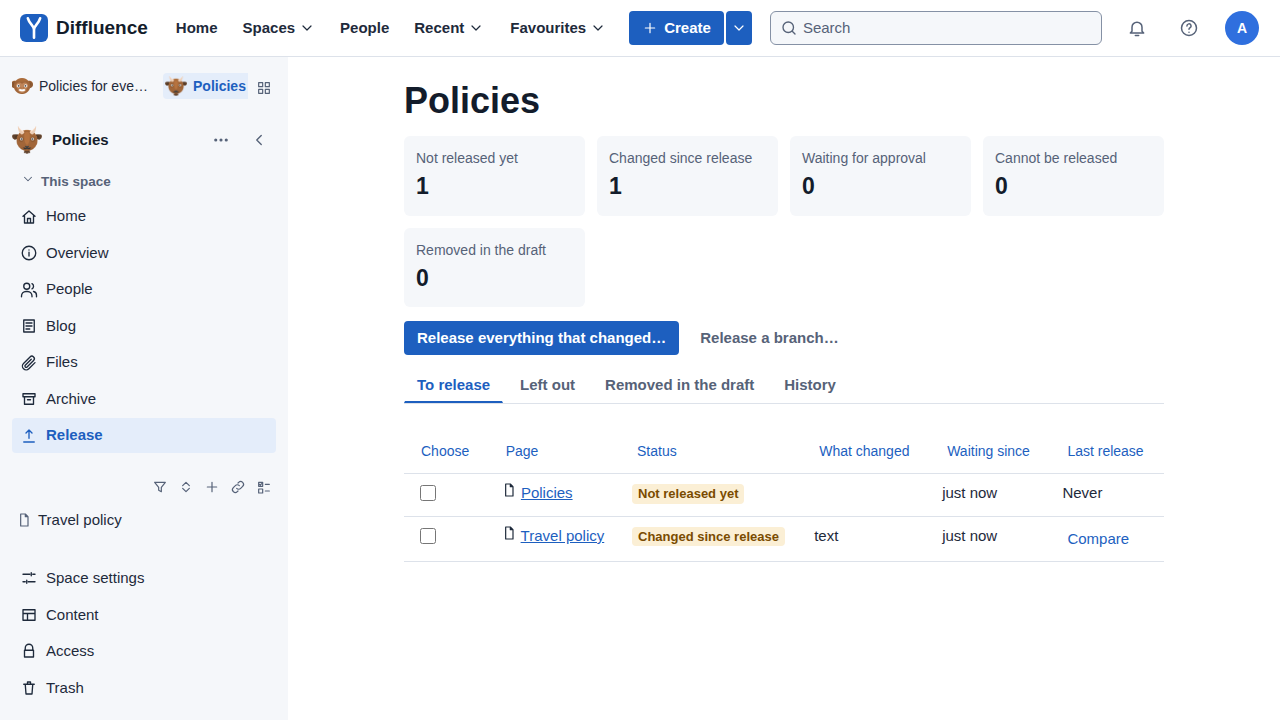 Diffluence
Home
Spaces
People
Recent
Favourites
Create
Search
A
Policies for eve…
Policies
Policies
This space
Home
Overview
People
Blog
Files
Archive
Release
Travel policy
Space settings
Content
Access
Trash
Policies
Not released yet
1
Changed since release
1
Waiting for approval
0
Cannot be released
0
Removed in the draft
0
Release everything that changed…
Release a branch…
To release
Left out
Removed in the draft
History
Choose Page Status What changed Waiting since Last release
Policies Not released yet just now Never
Travel policy Changed since release text just now Compare